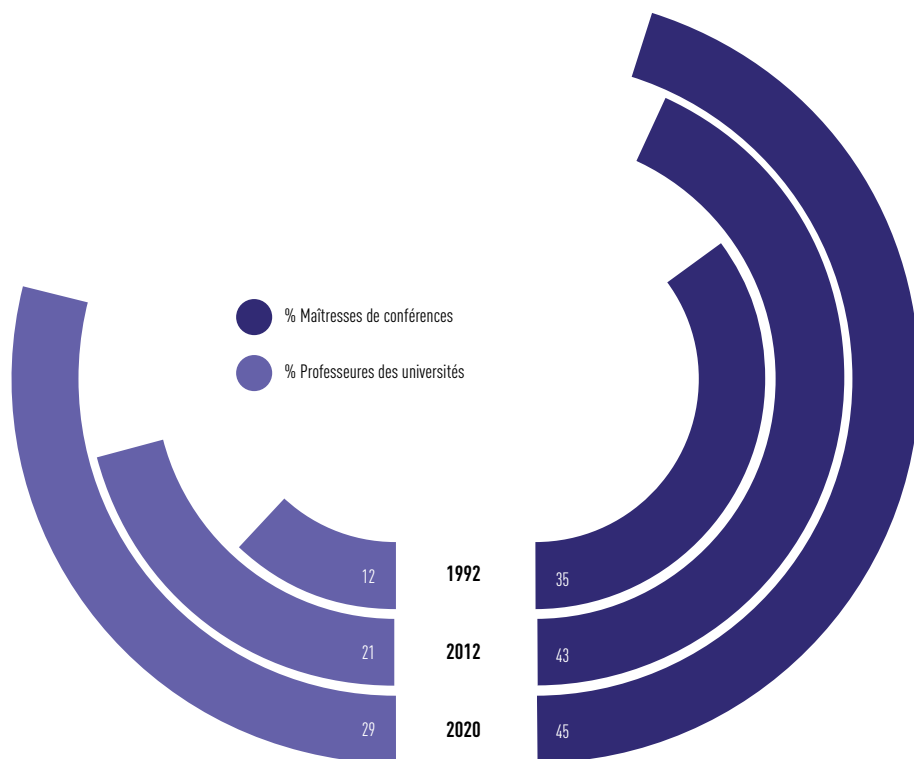 % Maîtresses de conférences
% Professeures des universités
12 1992 35
21 2012 43
29 2020 45